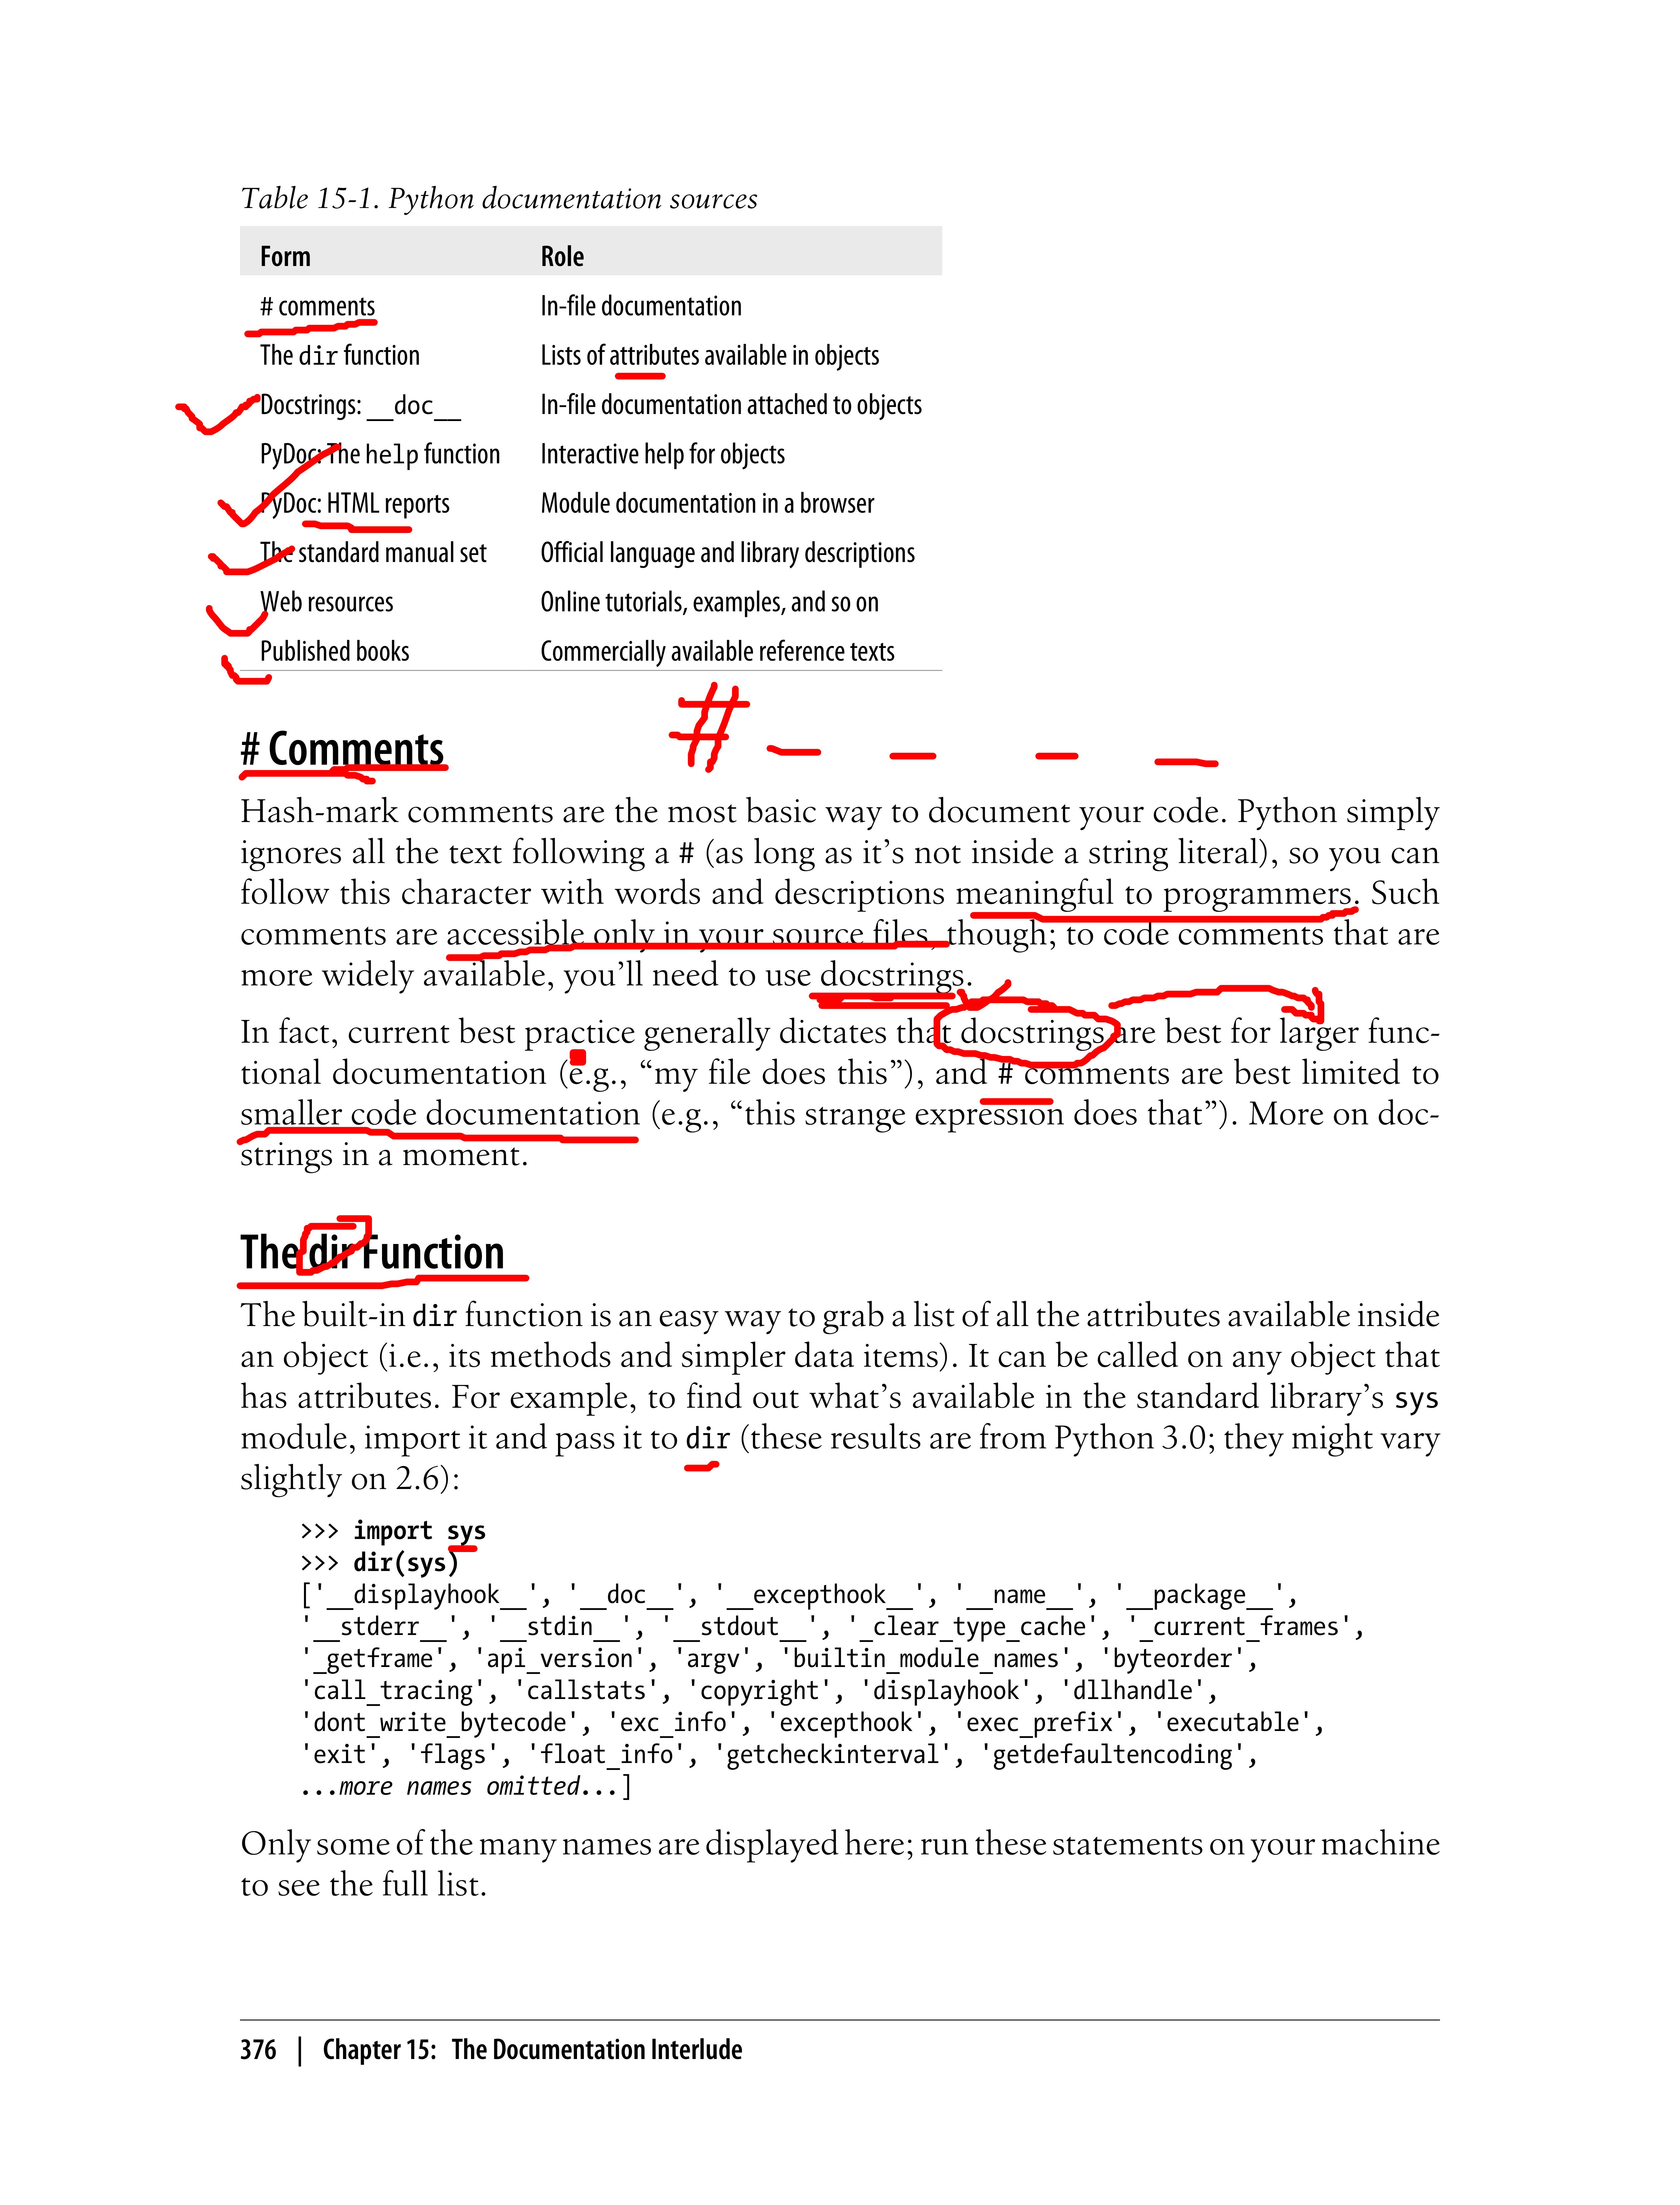 Table 15-1. Python documentation sources
Form Role
# comments In-file documentation
The dir function Lists of attributes available in objects
Docstrings: __doc__ In-file documentation attached to objects
PyDoc: The help function Interactive help for objects
PyDoc: HTML reports Module documentation in a browser
The standard manual set Official language and library descriptions
Web resources Online tutorials, examples, and so on
Published books Commercially available reference texts
#
# Comments
Hash-mark comments are the most basic way to document your code. Python simply
ignores all the text following a # (as long as it’s not inside a string literal), so you can
follow this character with words and descriptions meaningful to programmers. Such
comments are accessible only in your source files, though; to code comments that are
more widely available, you’ll need to use docstrings.
In fact, current best practice generally dictates that docstrings are best for larger func-
tional documentation (e.g., “my file does this”), and # comments are best limited to
smaller code documentation (e.g., “this strange expression does that”). More on doc-
strings in a moment.
The dir Function
The built-in dir function is an easy way to grab a list of all the attributes available inside
an object (i.e., its methods and simpler data items). It can be called on any object that
has attributes. For example, to find out what’s available in the standard library’s sys
module, import it and pass it to dir (these results are from Python 3.0; they might vary
slightly on 2.6):
>>> import sys
>>> dir(sys)
['__displayhook__', '__doc__', '__excepthook__', '__name__', '__package__',
'__stderr__', '__stdin__', '__stdout__', '_clear_type_cache', '_current_frames',
'_getframe', 'api_version', 'argv', 'builtin_module_names', 'byteorder',
'call_tracing', 'callstats', 'copyright', 'displayhook', 'dllhandle',
'dont_write_bytecode', 'exc_info', 'excepthook', 'exec_prefix', 'executable',
'exit', 'flags', 'float_info', 'getcheckinterval', 'getdefaultencoding',
...more names omitted...]
Only some of the many names are displayed here; run these statements on your machine
to see the full list.
376 | Chapter 15: The Documentation Interlude